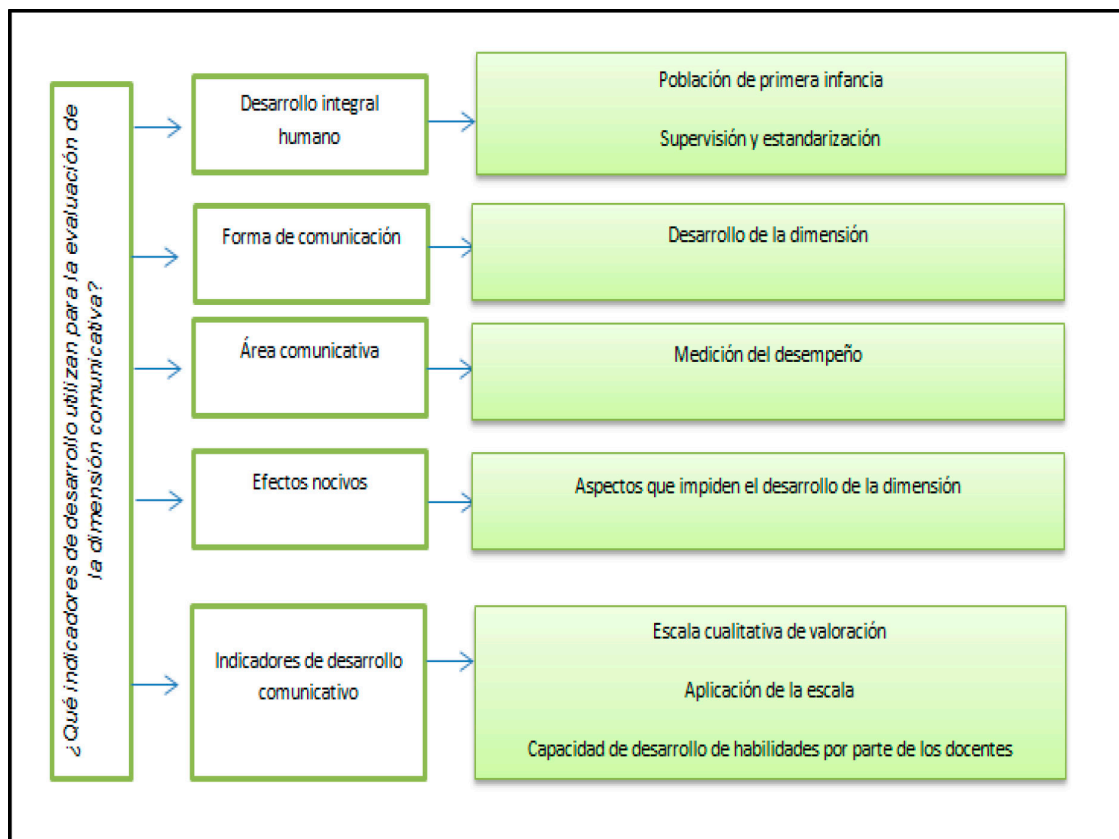 ¿Qué indicadores de desarrollo utilizan para la evaluación de
la dimensión comunicativa?
Desarrollo integral
humano
Población de primera infancia
Supervisión y estandarización
Forma de comunicación
Desarrollo de la dimensión
Área comunicativa
Medición del desempeño
Efectos nocivos
Aspectos que impiden el desarrollo de la dimensión
Indicadores de desarrollo
comunicativo
Escala cualitativa de valoración
Aplicación de la escala
Capacidad de desarrollo de habilidades por parte de los docentes